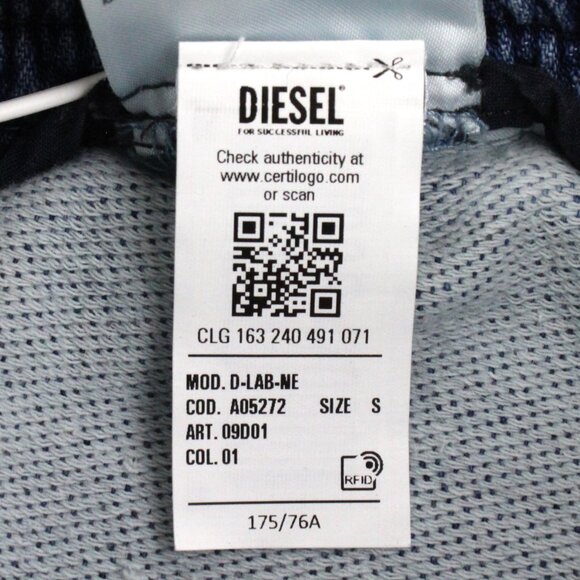 DIESEL
FOR SUCCESSFUL LIVING
Check authenticity at
www.certilogo.com
or scan
CLG 163 240 491 071
MOD. D-LAB-NE
COD. A05272 SIZE S
ART. 09D01
COL. 01
RFID
175/76A